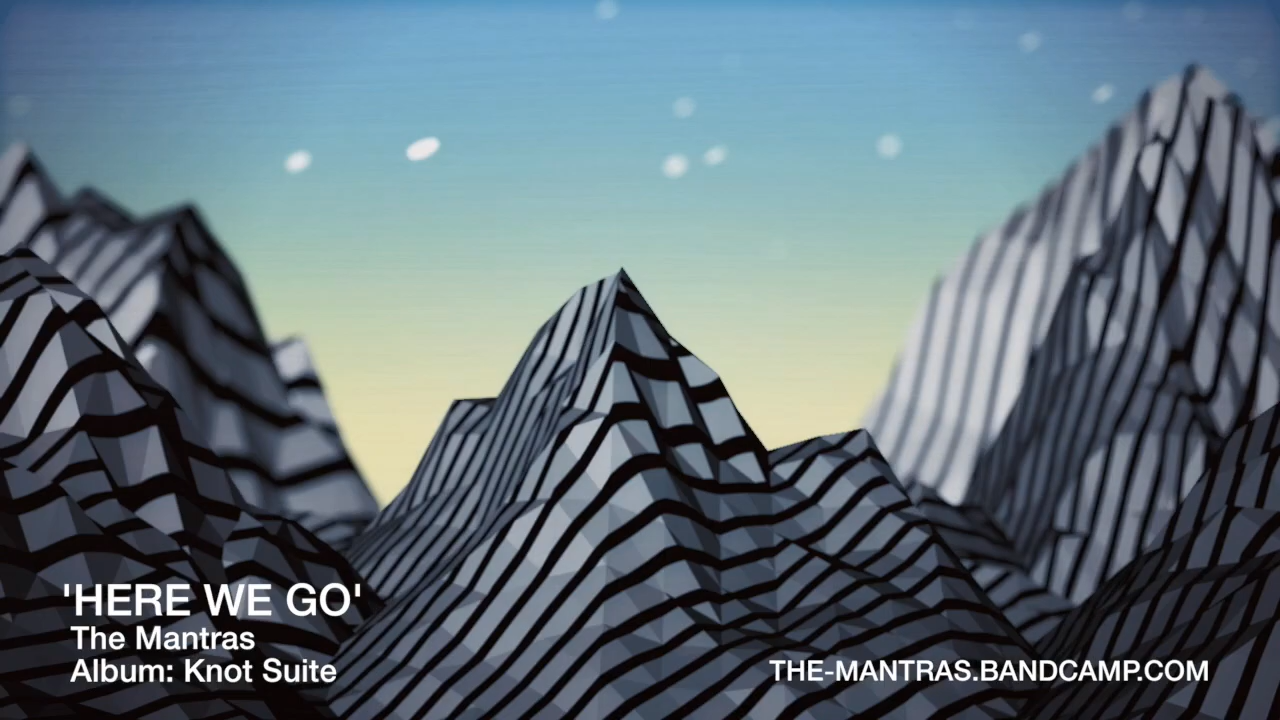 'HERE WE GO'
The Mantras
Album: Knot Suite
THE-MANTRAS.BANDCAMP.COM